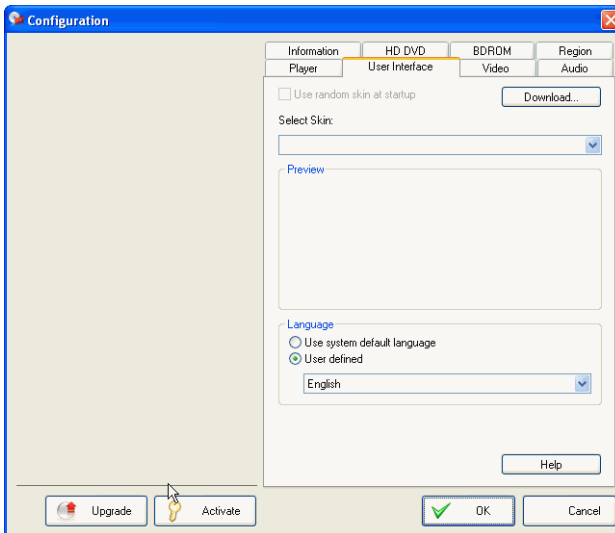 Configuration
Information HD DVD BDROM Region
Player User Interface Video Audio
Use random skin at startup Download...
Select Skin:
Preview
Language
Use system default language
User defined
English
Help
Upgrade Activate OK Cancel